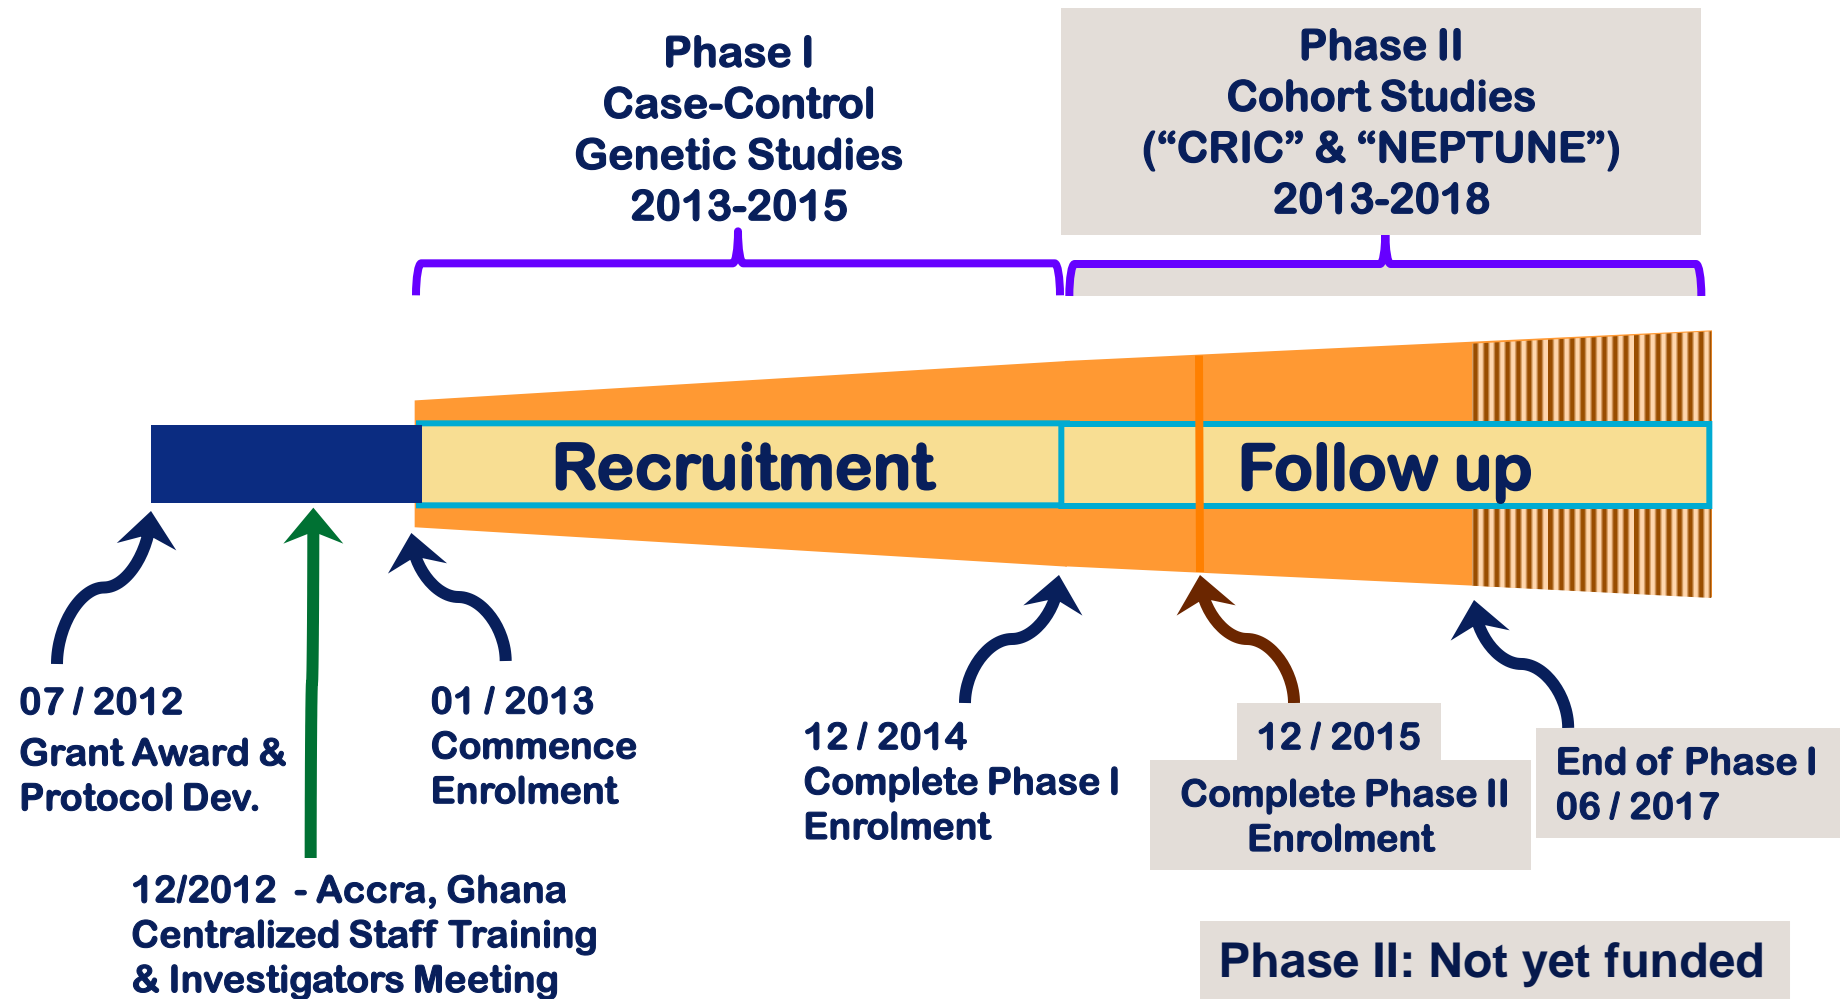 Phase I
Case-Control
Genetic Studies
2013-2015
Phase II
Cohort Studies
(“CRIC” & “NEPTUNE”)
2013-2018
Recruitment
Follow up
07 / 2012
Grant Award &
Protocol Dev.
01 / 2013
Commence
Enrolment
12 / 2014
Complete Phase I
Enrolment
12 / 2015
Complete Phase II
Enrolment
End of Phase I
06 / 2017
12/2012 - Accra, Ghana
Centralized Staff Training
& Investigators Meeting
Phase II: Not yet funded